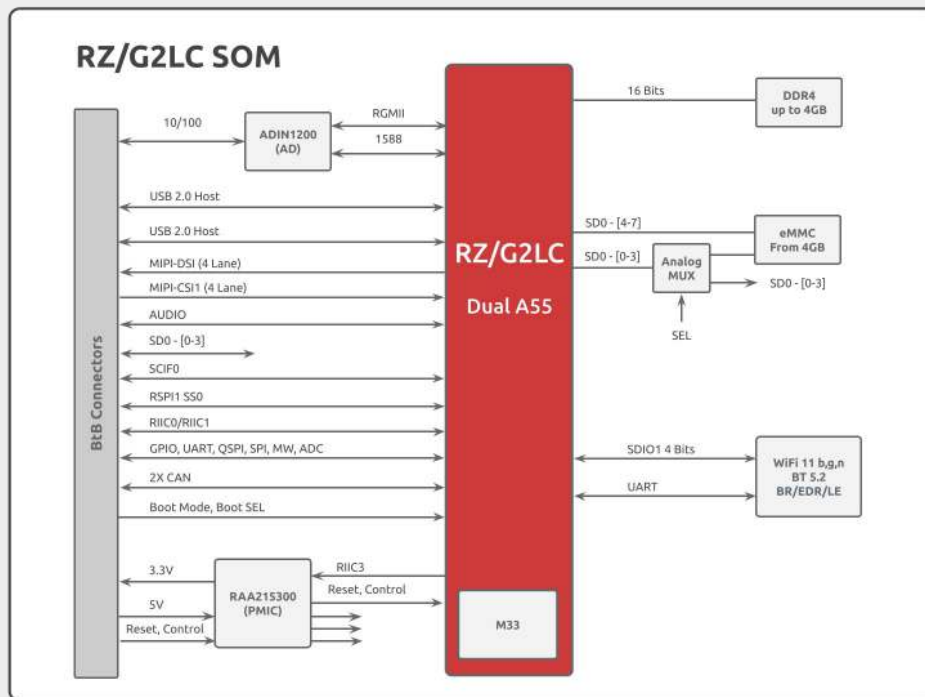 RZ/G2LC SOM
BtB Connectors
10/100
ADIN1200
(AD)
RGMII
1588
USB 2.0 Host
USB 2.0 Host
MIPI-DSI (4 Lane)
MIPI-CSI1 (4 Lane)
AUDIO
SD0 - [0-3]
SCIF0
RSPI1 SS0
RIIC0/RIIC1
GPIO, UART, QSPI, SPI, MW, ADC
2X CAN
Boot Mode, Boot SEL
3.3V
5V
Reset, Control
RAA215300
(PMIC)
RIIC3
Reset, Control
RZ/G2LC
Dual A55
M33
16 Bits
DDR4
up to 4GB
SD0 - [4-7]
SD0 - [0-3]
Analog
MUX
SEL
eMMC
From 4GB
SD0 - [0-3]
SDIO1 4 Bits
UART
WiFi 11 b,g,n
BT 5.2
BR/EDR/LE